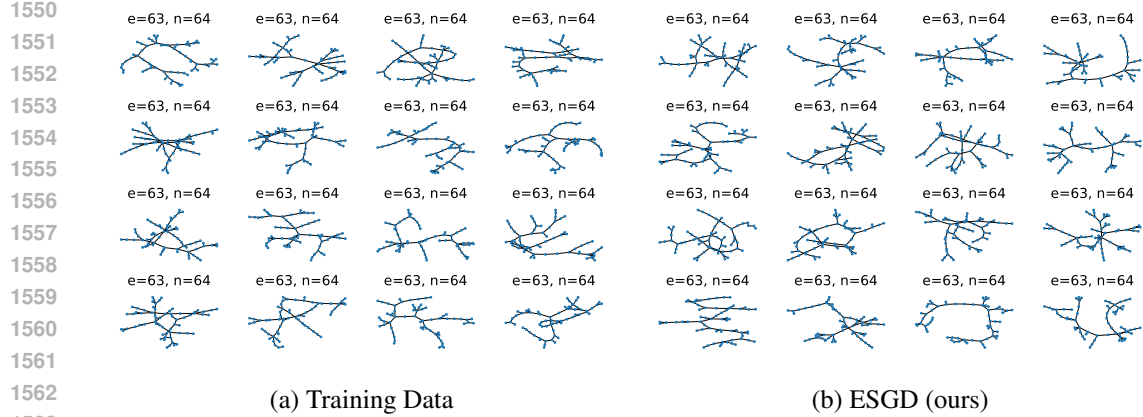 1550
e=63, n=64 e=63, n=64 e=63, n=64 e=63, n=64 e=63, n=64 e=63, n=64 e=63, n=64 e=63, n=64
1551
1552
1553
e=63, n=64 e=63, n=64 e=63, n=64 e=63, n=64 e=63, n=64 e=63, n=64 e=63, n=64 e=63, n=64
1554
1555
1556
e=63, n=64 e=63, n=64 e=63, n=64 e=63, n=64 e=63, n=64 e=63, n=64 e=63, n=64 e=63, n=64
1557
1558
1559
e=63, n=64 e=63, n=64 e=63, n=64 e=63, n=64 e=63, n=64 e=63, n=64 e=63, n=64 e=63, n=64
1560
1561
1562
(a) Training Data (b) ESGD (ours)